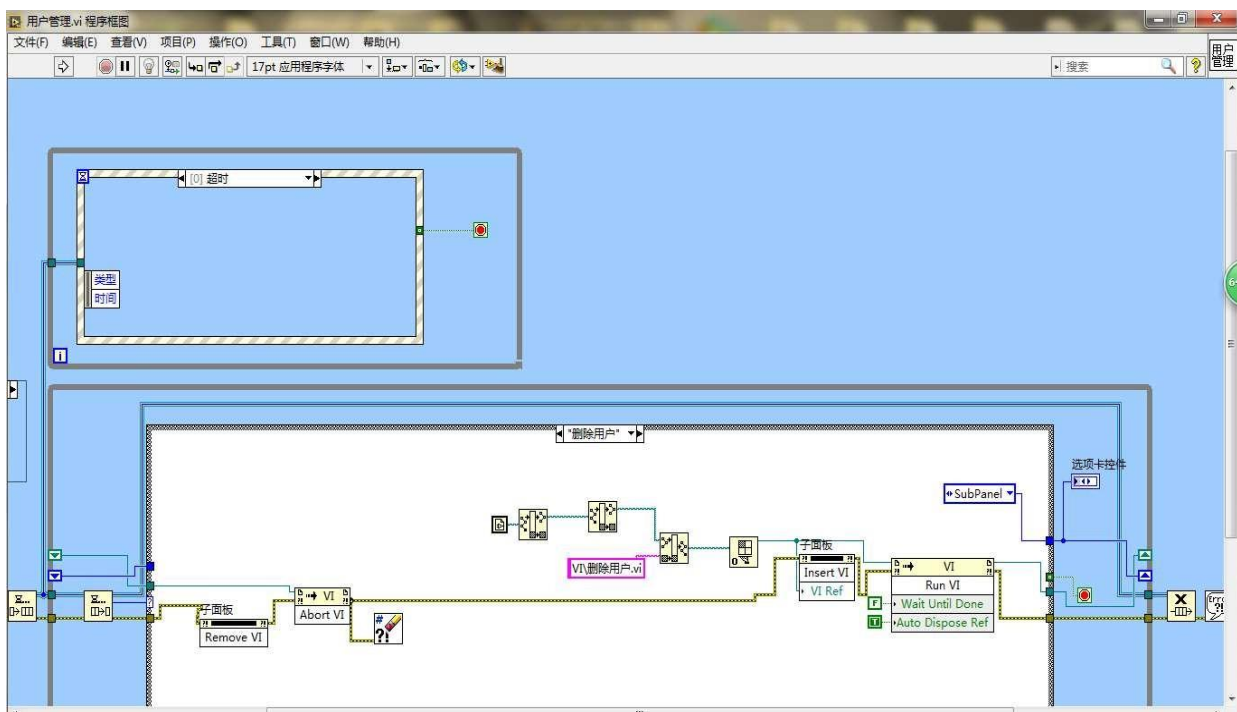 用户管理.vi 程序框图
文件(F) 编辑(E) 查看(V) 项目(P) 操作(O) 工具(T) 窗口(W) 帮助(H)
17pt 应用程序字体
搜索
用户
管理
[0] 超时
类型
时间
i
"删除用户"
选项卡控件
SubPanel
VI\删除用户.vi
子面板
Insert VI
VI Ref
VI
Run VI
F
Wait Until Done
T
Auto Dispose Ref
VI
Abort VI
子面板
Remove VI